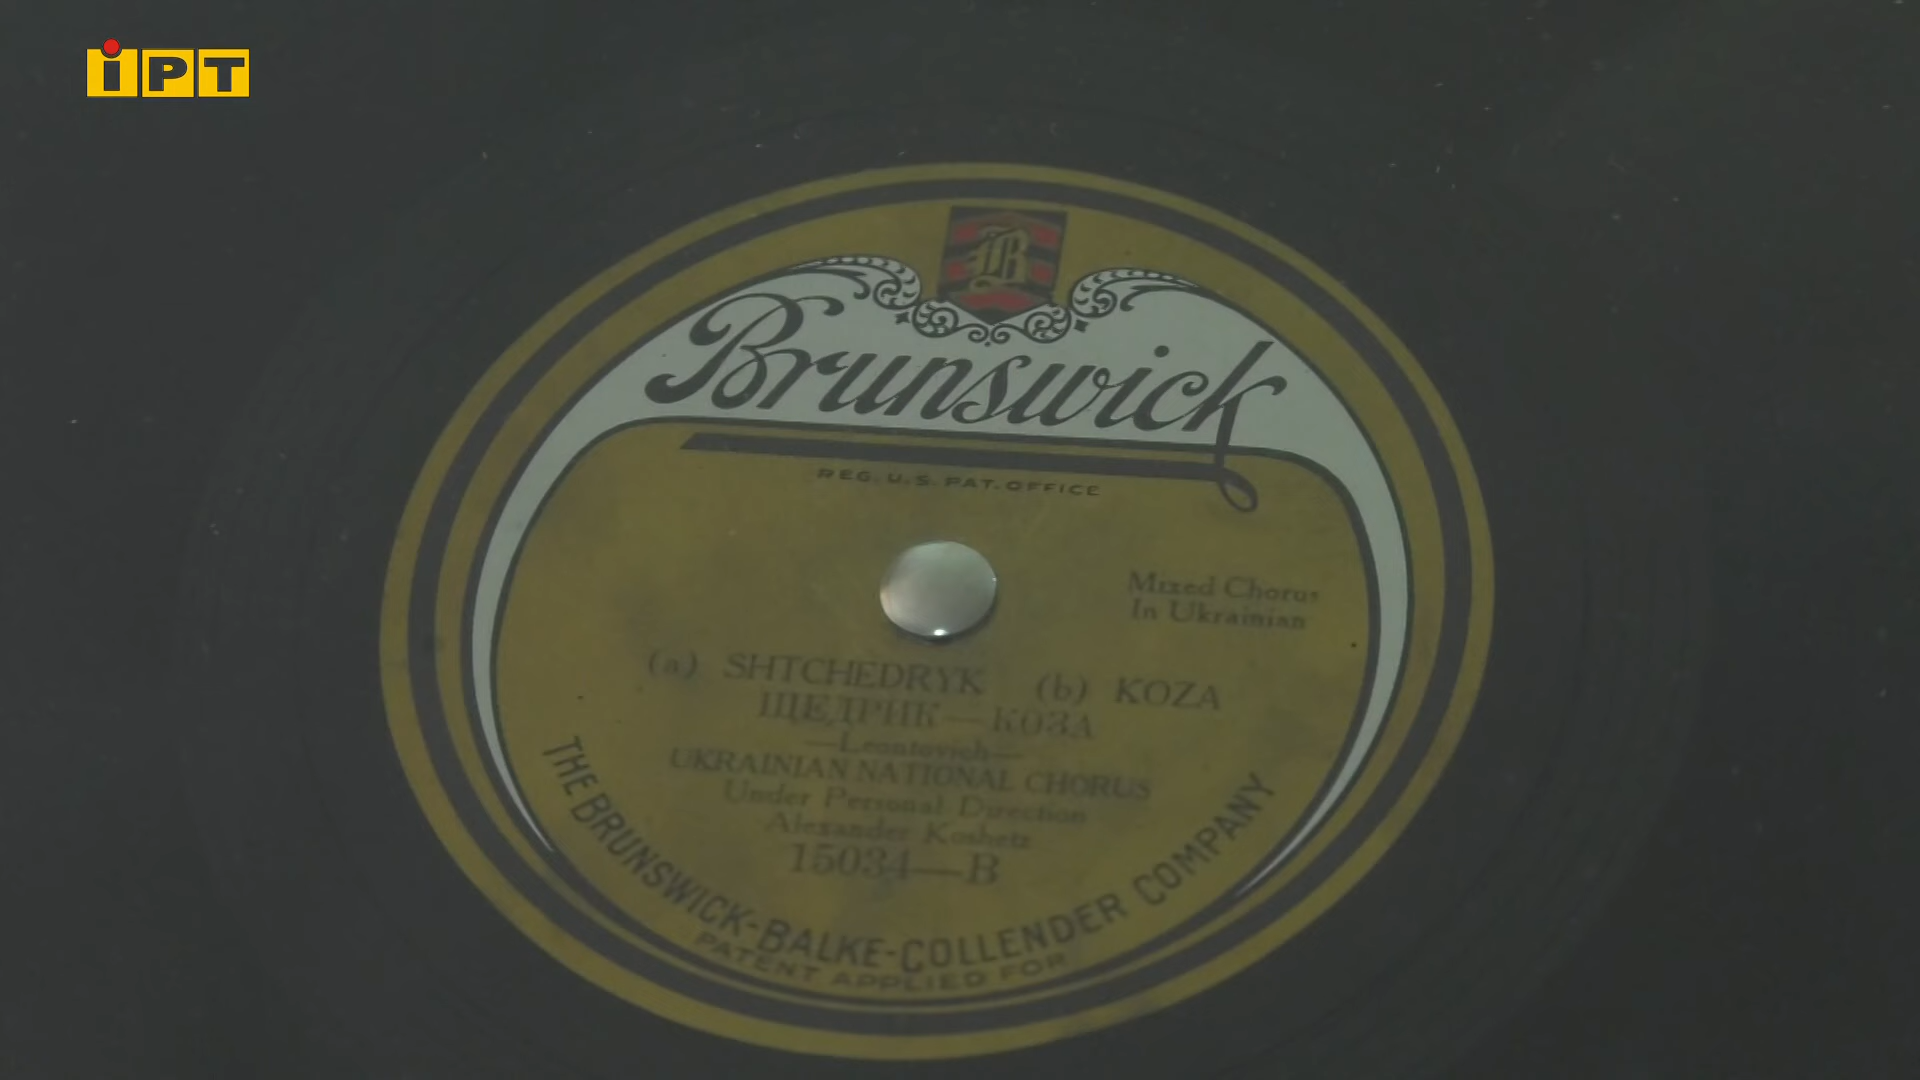 іРТ
B
Brunswick
REG. U.S. PAT. OFFICE
Mixed Chorus
In Ukrainian
(a) SHTCHEDRYK (b) KOZA
ЩЕДРИК — КОЗА
—Leontovich—
UKRAINIAN NATIONAL CHORUS
Under Personal Direction
Alexander Koshetz
15034—B
THE BRUNSWICK-BALKE-COLLENDER COMPANY
PATENT APPLIED FOR